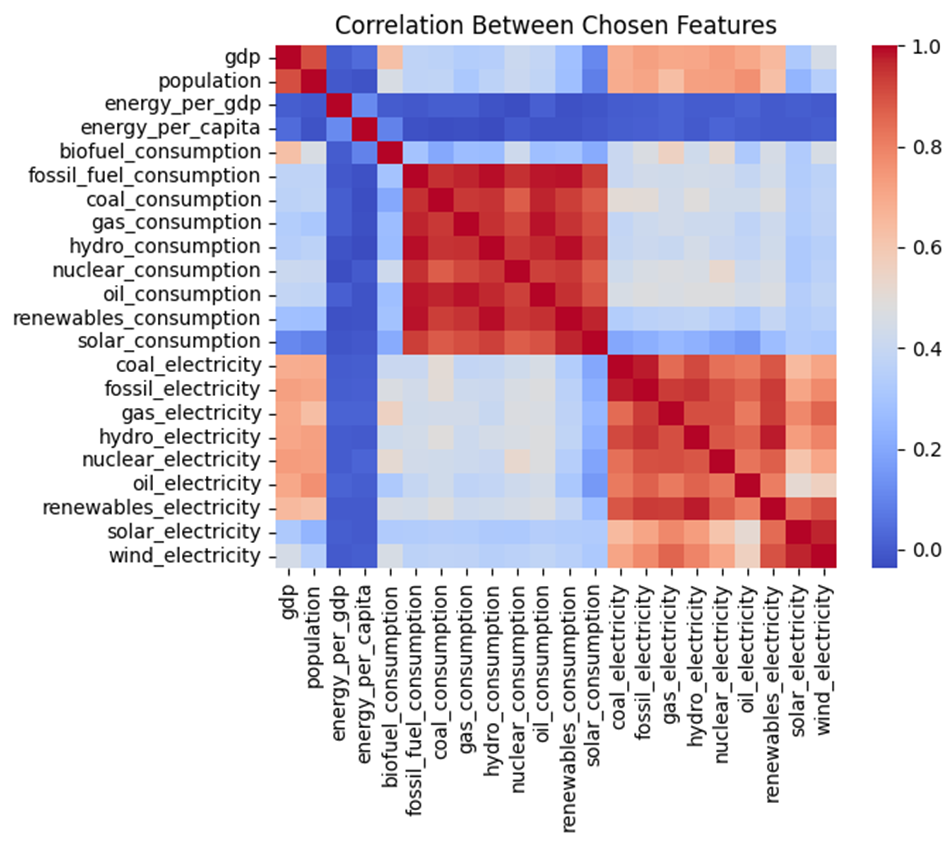 Correlation Between Chosen Features
gdp
population
energy_per_gdp
energy_per_capita
biofuel_consumption
fossil_fuel_consumption
coal_consumption
gas_consumption
hydro_consumption
nuclear_consumption
oil_consumption
renewables_consumption
solar_consumption
coal_electricity
fossil_electricity
gas_electricity
hydro_electricity
nuclear_electricity
oil_electricity
renewables_electricity
solar_electricity
wind_electricity
gdp
population
energy_per_gdp
energy_per_capita
biofuel_consumption
fossil_fuel_consumption
coal_consumption
gas_consumption
hydro_consumption
nuclear_consumption
oil_consumption
renewables_consumption
solar_consumption
coal_electricity
fossil_electricity
gas_electricity
hydro_electricity
nuclear_electricity
oil_electricity
renewables_electricity
solar_electricity
wind_electricity
1.0
0.8
0.6
0.4
0.2
0.0